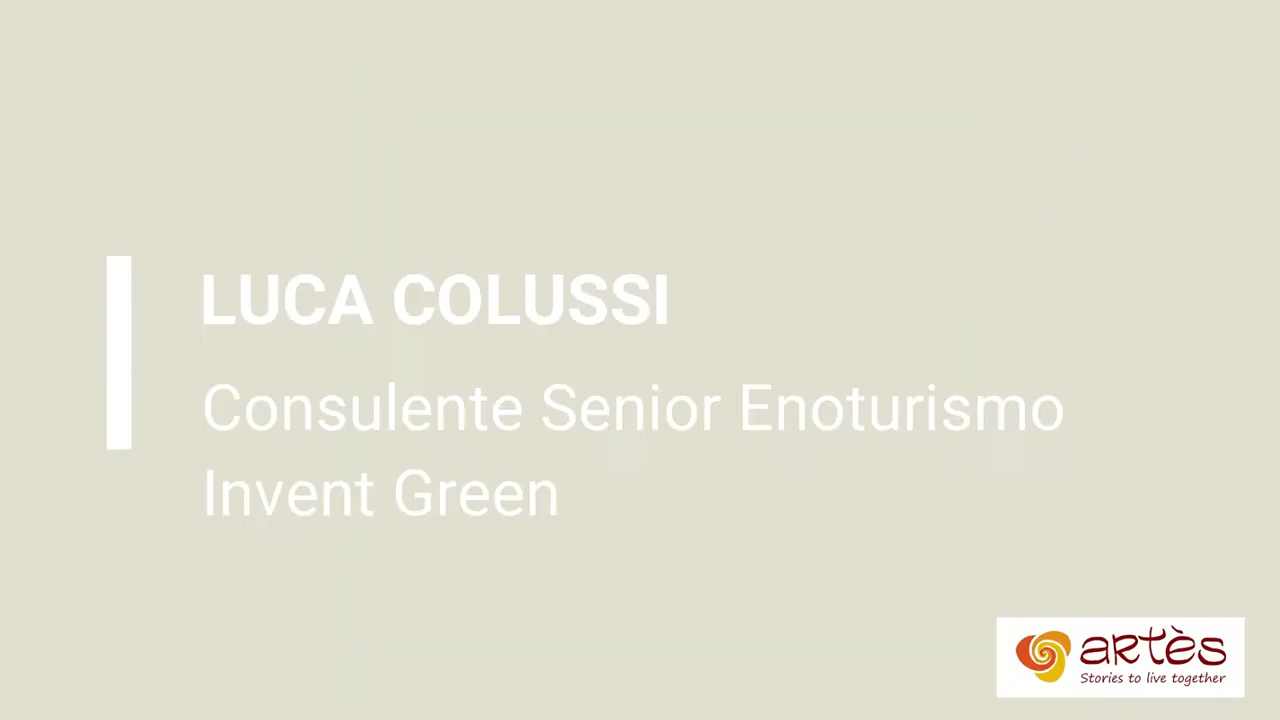 LUCA COLUSSI
Consulente Senior Enoturismo
Invent Green
artès
Stories to live together